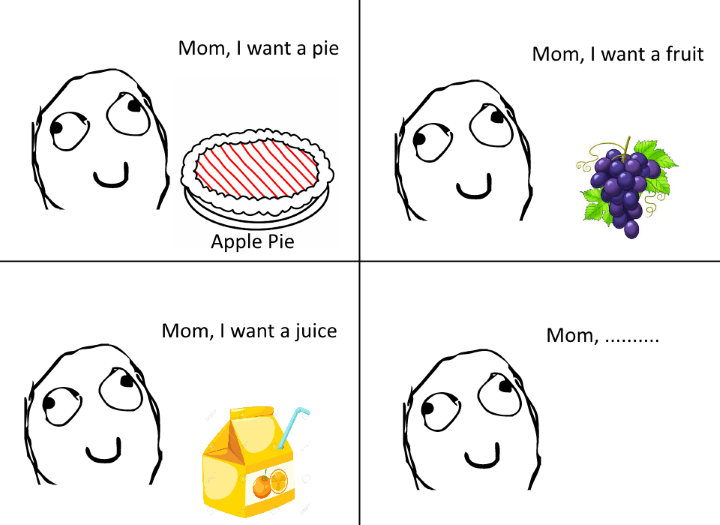 Mom, I want a pie
Apple Pie
Mom, I want a fruit
Mom, I want a juice
Mom, ..........